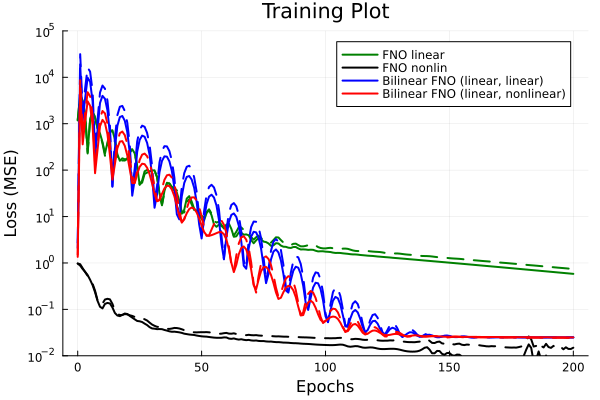 Training Plot
10^5
10^4
10^3
10^2
10^1
10^0
10^-1
10^-2
Loss (MSE)
FNO linear
FNO nonlin
Bilinear FNO (linear, linear)
Bilinear FNO (linear, nonlinear)
0 50 100 150 200
Epochs